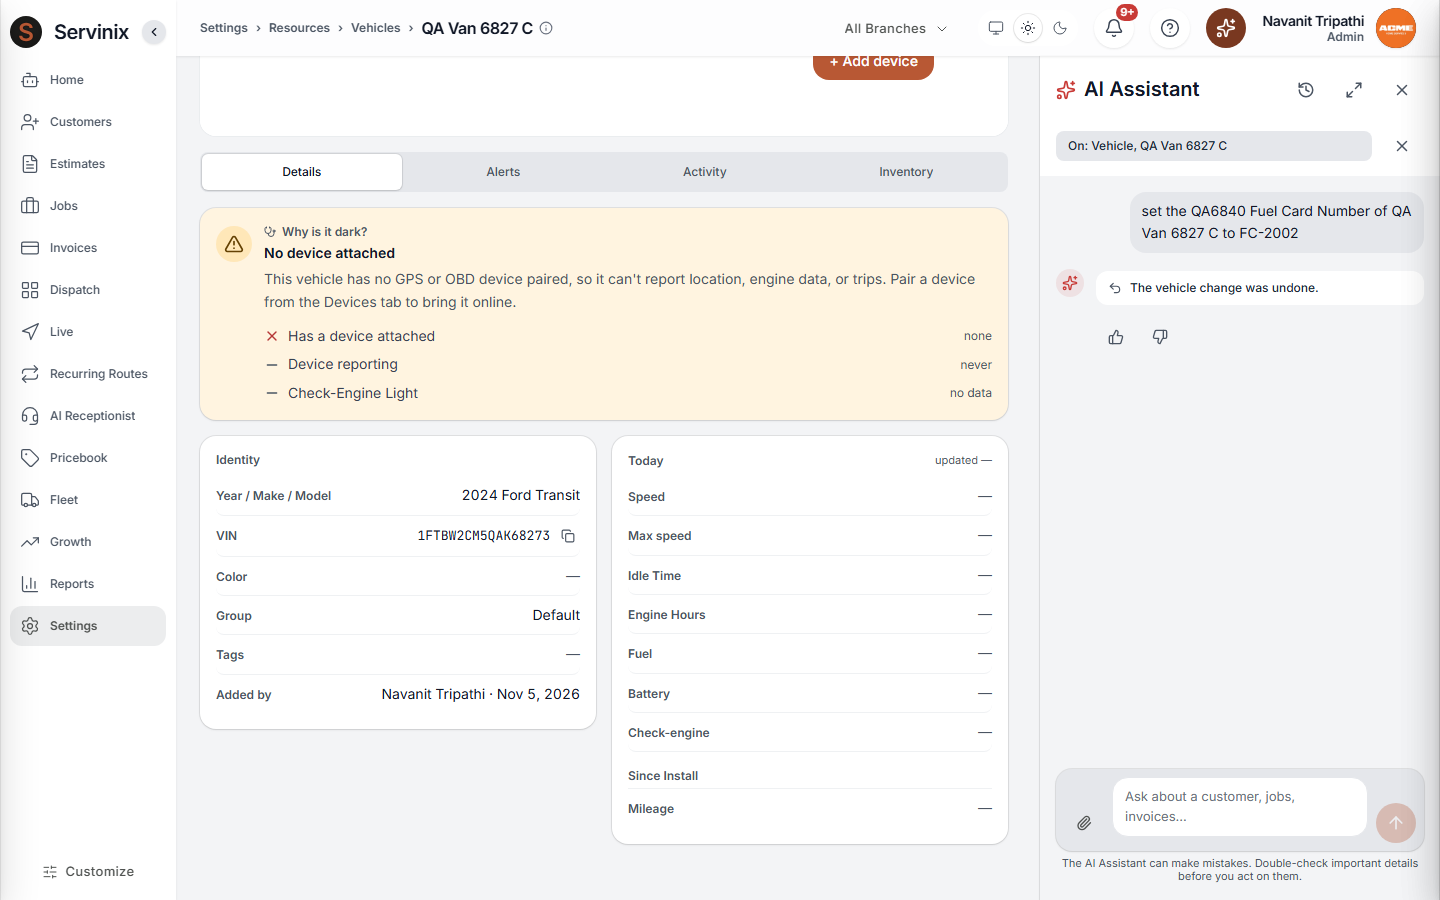 S Servinix
Home
Customers
Estimates
Jobs
Invoices
Dispatch
Live
Recurring Routes
AI Receptionist
Pricebook
Fleet
Growth
Reports
Settings
Customize
Settings › Resources › Vehicles › QA Van 6827 C
All Branches
9+
Navanit Tripathi
Admin
ACME
+ Add device
Details
Alerts
Activity
Inventory
Why is it dark?
No device attached
This vehicle has no GPS or OBD device paired, so it can't report location, engine data, or trips. Pair a device
from the Devices tab to bring it online.
Has a device attached none
Device reporting never
Check-Engine Light no data
Identity
Year / Make / Model 2024 Ford Transit
VIN 1FTBW2CM5QAK68273
Color —
Group Default
Tags —
Added by Navanit Tripathi · Nov 5, 2026
Today updated —
Speed —
Max speed —
Idle Time —
Engine Hours —
Fuel —
Battery —
Check-engine —
Since Install
Mileage —
AI Assistant
On: Vehicle, QA Van 6827 C
set the QA6840 Fuel Card Number of QA
Van 6827 C to FC-2002
The vehicle change was undone.
Ask about a customer, jobs,
invoices...
The AI Assistant can make mistakes. Double-check important details
before you act on them.